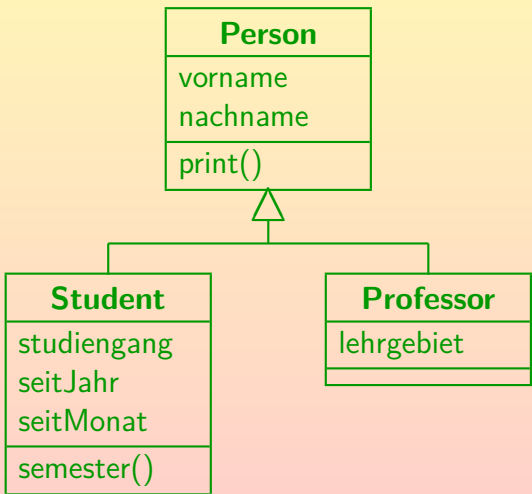 Person
vorname
nachname
print()
Student
studiengang
seitJahr
seitMonat
semester()
Professor
lehrgebiet